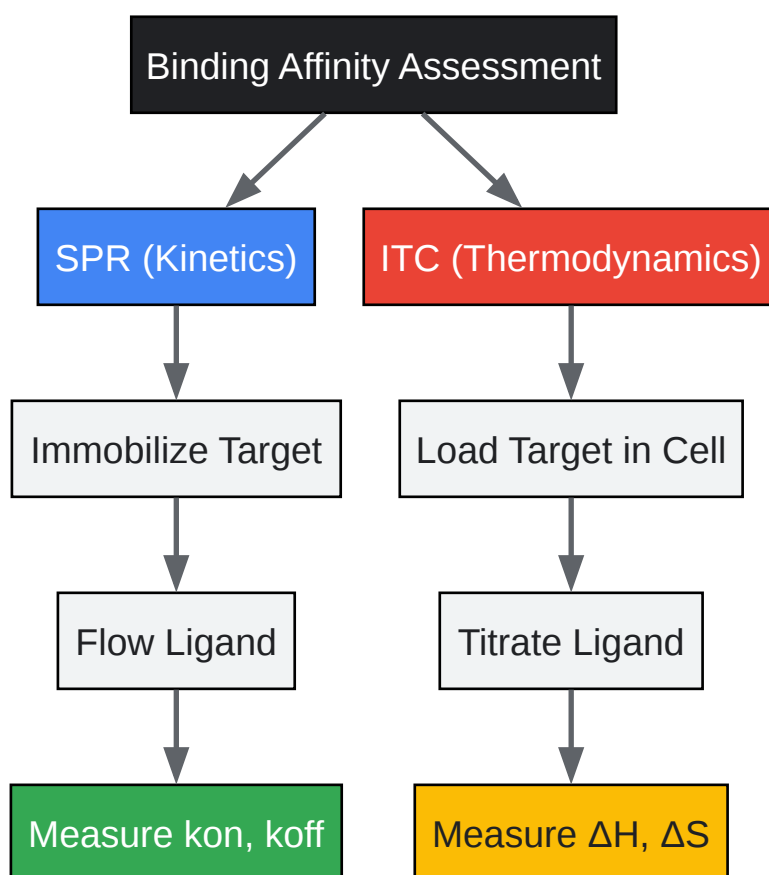 Binding Affinity Assessment
SPR (Kinetics)
ITC (Thermodynamics)
Immobilize Target
Load Target in Cell
Flow Ligand
Titrate Ligand
Measure kon, koff
Measure ΔH, ΔS